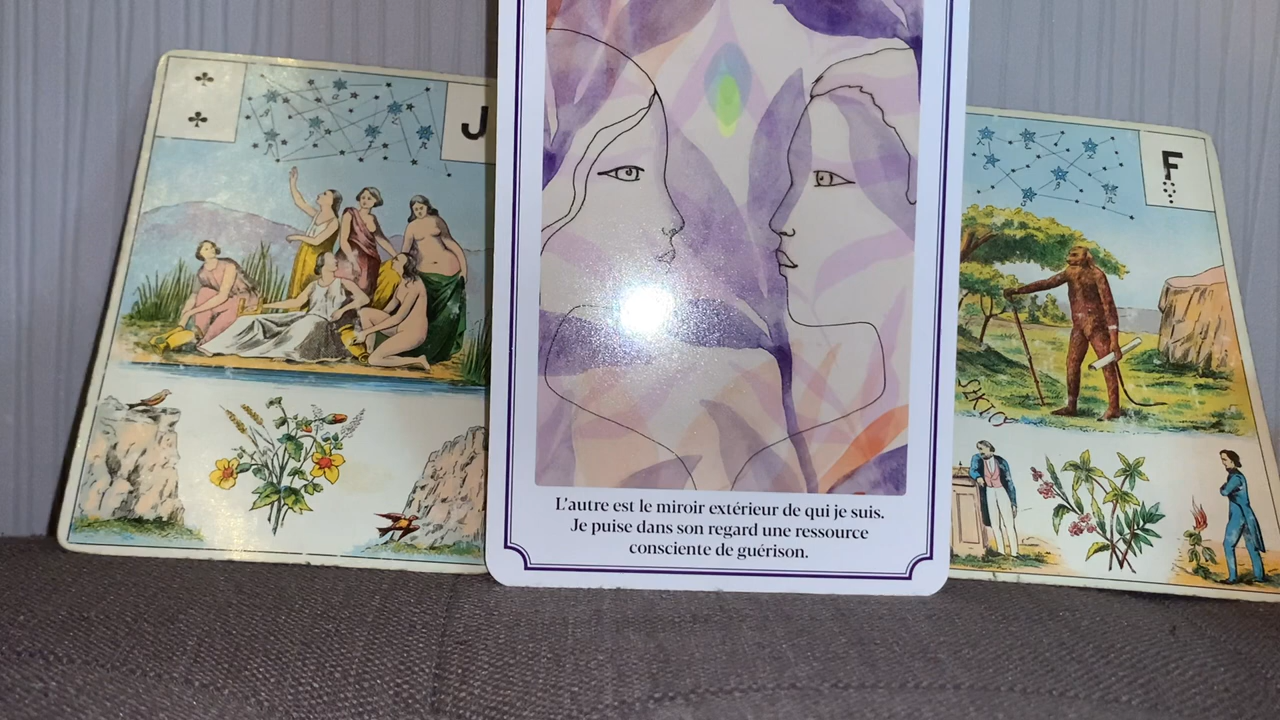 J
F
L'autre est le miroir extérieur de qui je suis.
Je puise dans son regard une ressource
consciente de guérison.